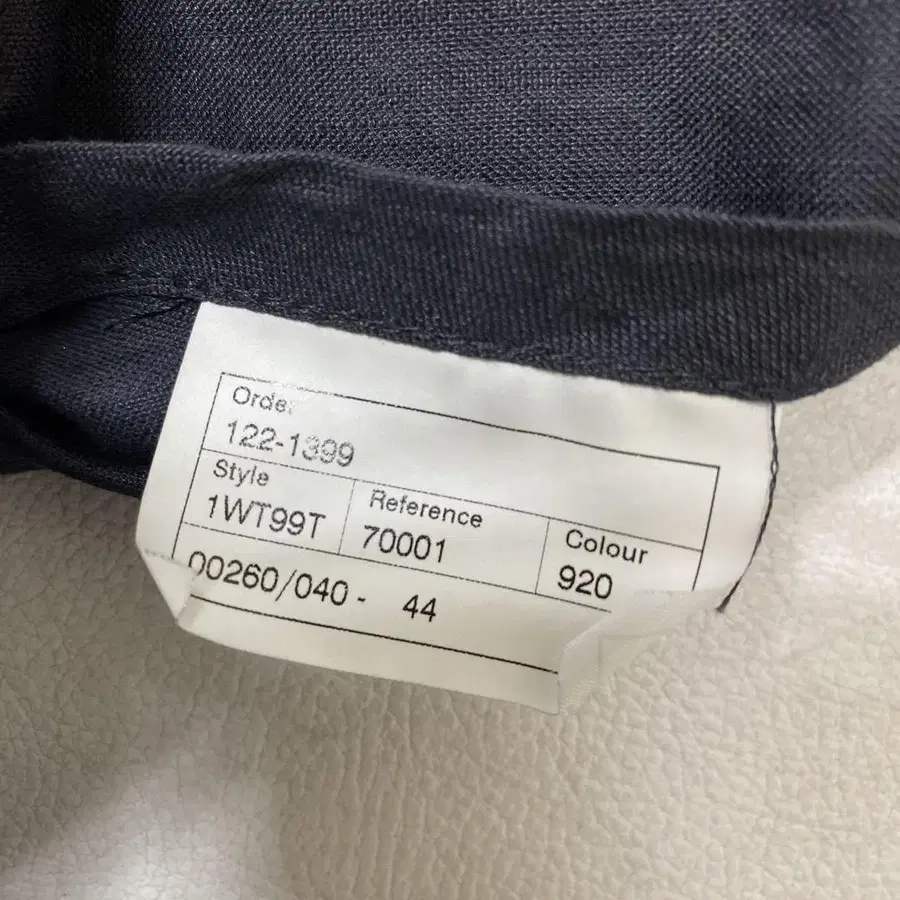 Order
122-1399
Style
Reference
Colour
1WT99T
70001
920
00260/040 - 44